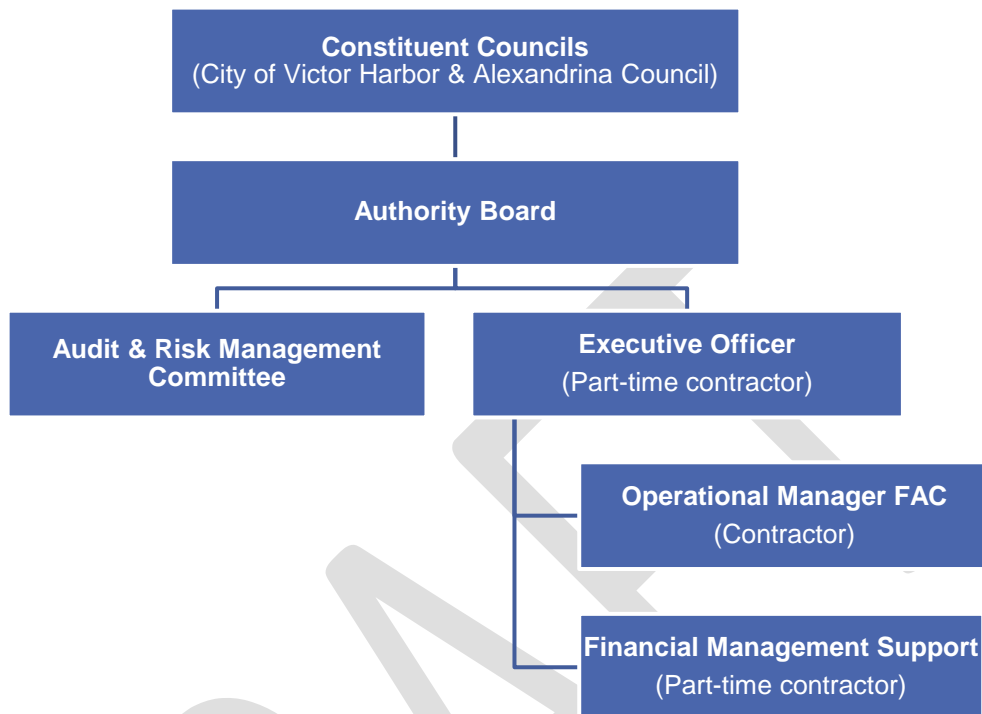 Constituent Councils
(City of Victor Harbor & Alexandrina Council)
Authority Board
Audit & Risk Management
Committee
Executive Officer
(Part-time contractor)
Operational Manager FAC
(Contractor)
Financial Management Support
(Part-time contractor)